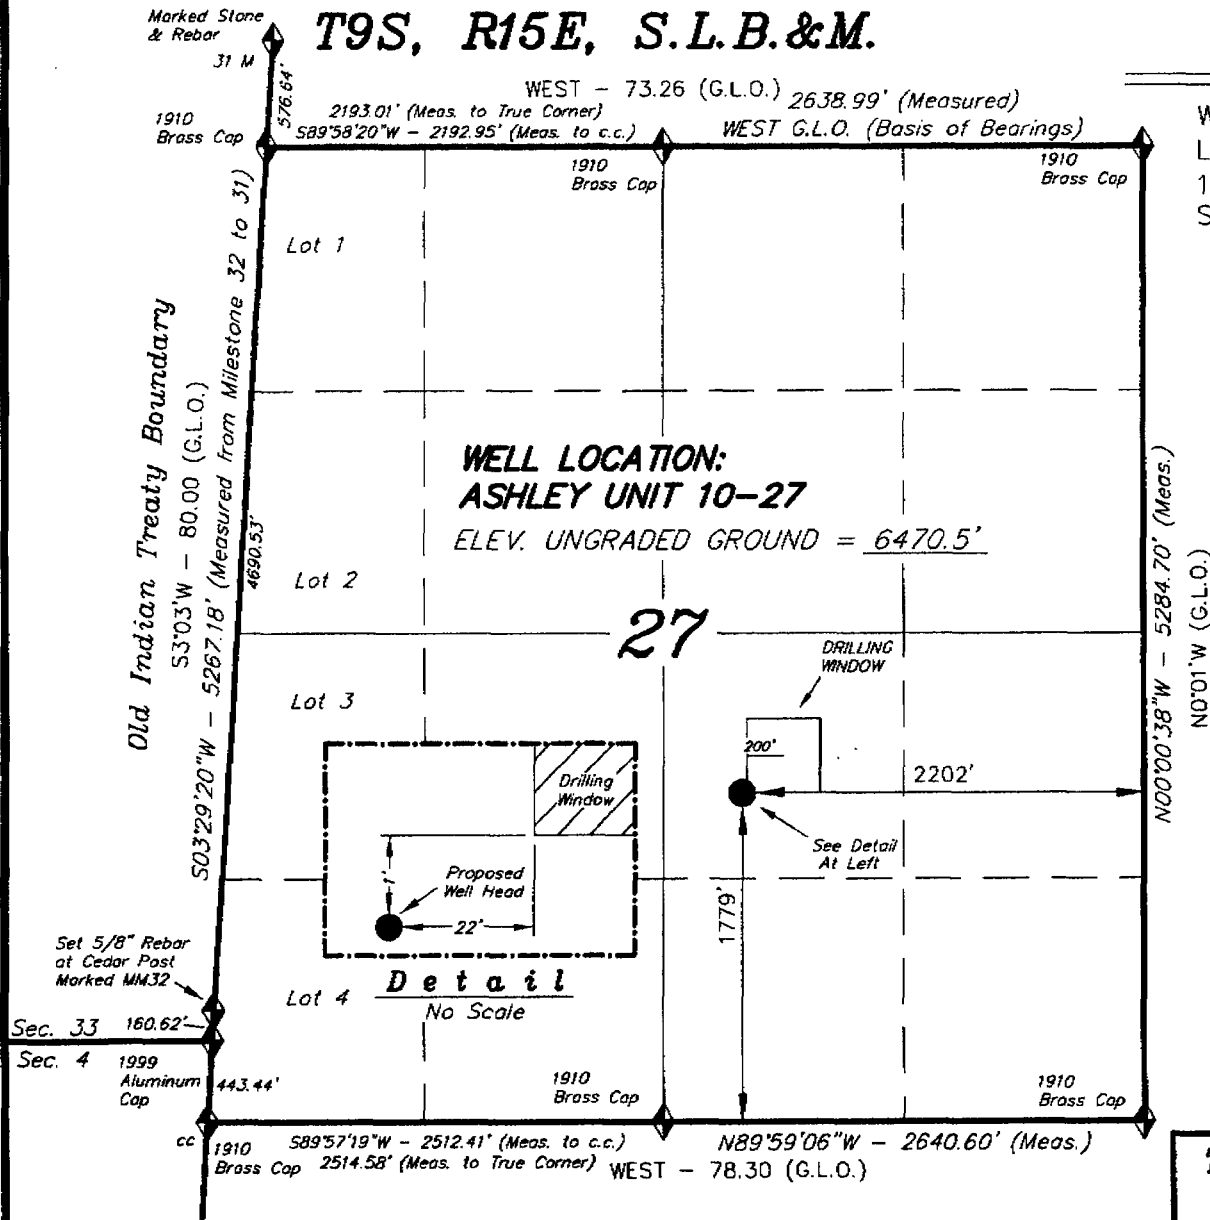 Marked Stone
& Rebar
T9S, R15E, S.L.B.&M.
31 M
576.64'
WEST - 73.26 (G.L.O.)
2638.99' (Measured)
2193.01' (Meas. to True Corner)
S89°58'20"W - 2192.95' (Meas. to c.c.)
WEST G.L.O. (Basis of Bearings)
1910
Brass Cap
1910
Brass Cap
1910
Brass Cap
W
L
1
S
Lot 1
Old Indian Treaty Boundary
S3°03'W - 80.00 (G.L.O.)
S03°29'20"W - 5267.18' (Measured from Milestone 32 to 31)
4690.53'
WELL LOCATION:
ASHLEY UNIT 10-27
ELEV. UNGRADED GROUND = 6470.5'
Lot 2
27
DRILLING
WINDOW
N00°00'38"W - 5284.70' (Meas.)
N0°01'W (G.L.O.)
Lot 3
200'
2202'
Drilling
Window
See Detail
At Left
1'
Proposed
Well Head
22'
1779'
Set 5/8" Rebar
at Cedar Post
Marked MM32
Detail
No Scale
Lot 4
Sec. 33
160.62'
Sec. 4
1999
Aluminum
Cap
443.44'
1910
Brass Cap
1910
Brass Cap
cc
1910
Brass Cap
S89°57'19"W - 2512.41' (Meas. to c.c.)
2514.58' (Meas. to True Corner)
N89°59'06"W - 2640.60' (Meas.)
WEST - 78.30 (G.L.O.)